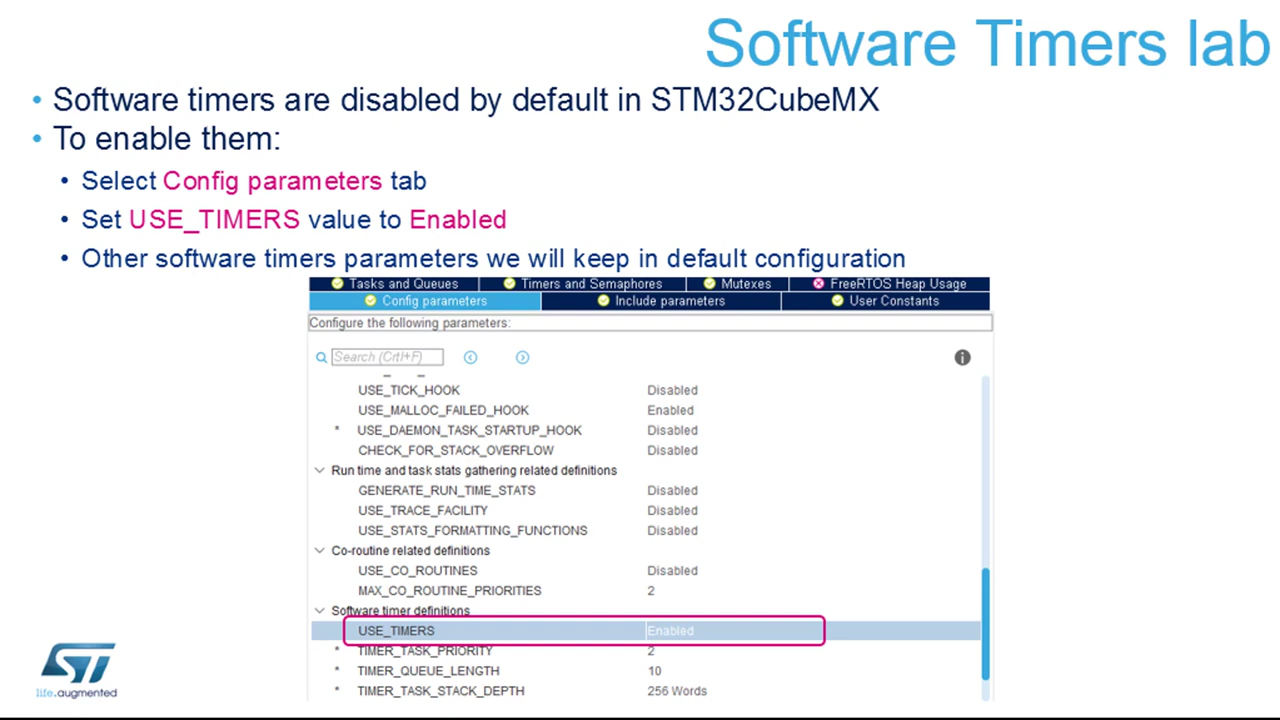 Software Timers lab
• Software timers are disabled by default in STM32CubeMX
• To enable them:
• Select Config parameters tab
• Set USE_TIMERS value to Enabled
• Other software timers parameters we will keep in default configuration
Tasks and Queues Timers and Semaphores Mutexes FreeRTOS Heap Usage
Config parameters Include parameters User Constants
Configure the following parameters:
Search (CrtI+F)
USE_TICK_HOOK Disabled
USE_MALLOC_FAILED_HOOK Enabled
* USE_DAEMON_TASK_STARTUP_HOOK Disabled
CHECK_FOR_STACK_OVERFLOW Disabled
Run time and task stats gathering related definitions
GENERATE_RUN_TIME_STATS Disabled
USE_TRACE_FACILITY Disabled
USE_STATS_FORMATTING_FUNCTIONS Disabled
Co-routine related definitions
USE_CO_ROUTINES Disabled
MAX_CO_ROUTINE_PRIORITIES 2
Software timer definitions
USE_TIMERS Enabled
* TIMER_TASK_PRIORITY 2
* TIMER_QUEUE_LENGTH 10
* TIMER_TASK_STACK_DEPTH 256 Words
ST
life.augmented